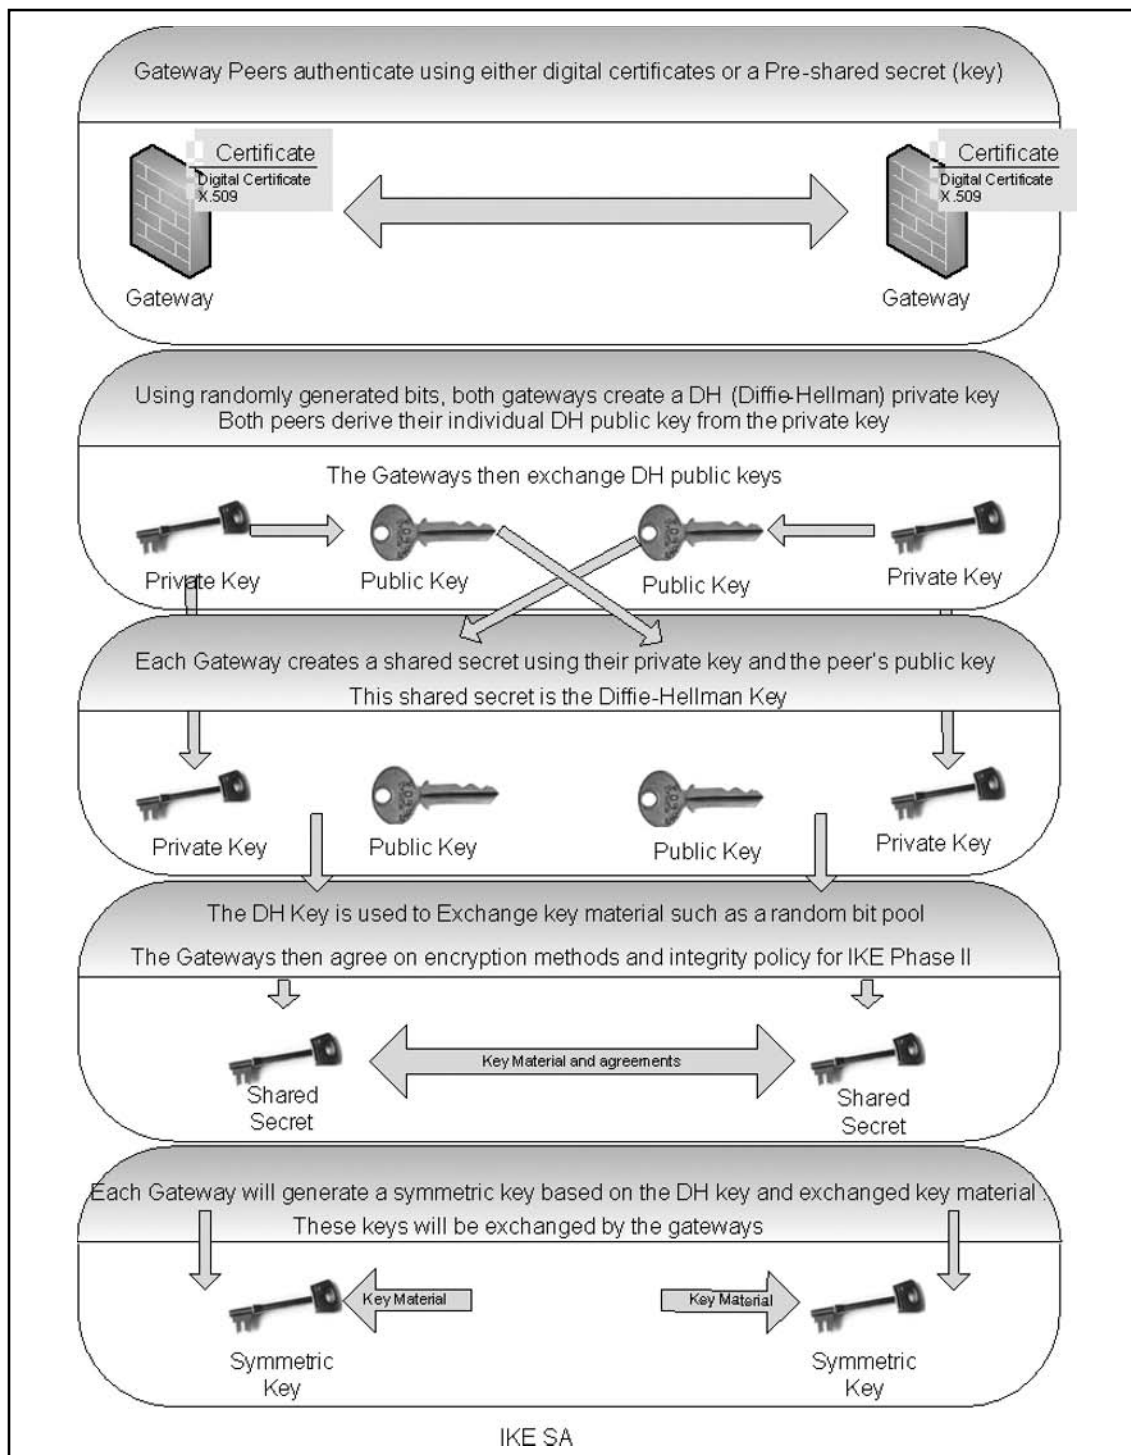 Gateway Peers authenticate using either digital certificates or a Pre-shared secret (key)
Certificate
Digital Certificate
X.509
Gateway
Certificate
Digital Certificate
X.509
Gateway
Using randomly generated bits, both gateways create a DH (Diffie-Hellman) private key
Both peers derive their individual DH public key from the private key
The Gateways then exchange DH public keys
Private Key
Public Key
Public Key
Private Key
Each Gateway creates a shared secret using their private key and the peer's public key
This shared secret is the Diffie-Hellman Key
Private Key
Public Key
Public Key
Private Key
The DH Key is used to Exchange key material such as a random bit pool
The Gateways then agree on encryption methods and integrity policy for IKE Phase II
Key Material and agreements
Shared
Secret
Shared
Secret
Each Gateway will generate a symmetric key based on the DH key and exchanged key material .
These keys will be exchanged by the gateways
Key Material
Key Material
Symmetric
Key
Symmetric
Key
IKE SA